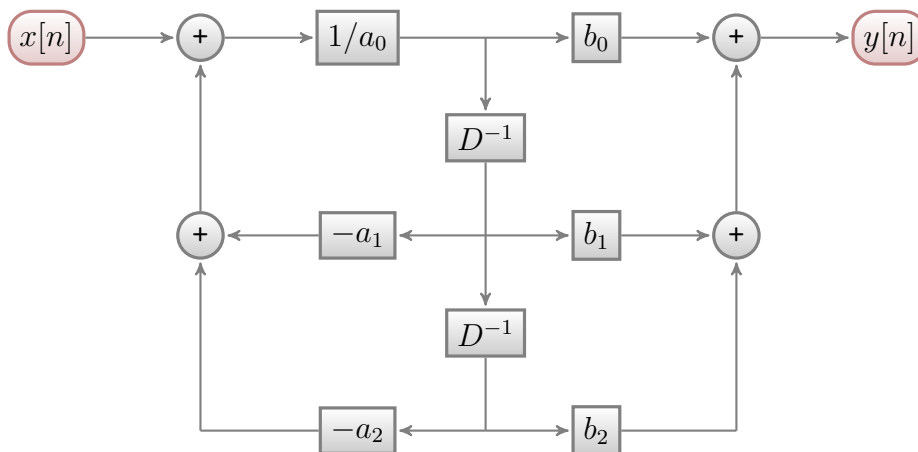 x[n] + 1/a₀ b₀ + y[n]
D⁻¹
+ −a₁ b₁ +
D⁻¹
−a₂ b₂